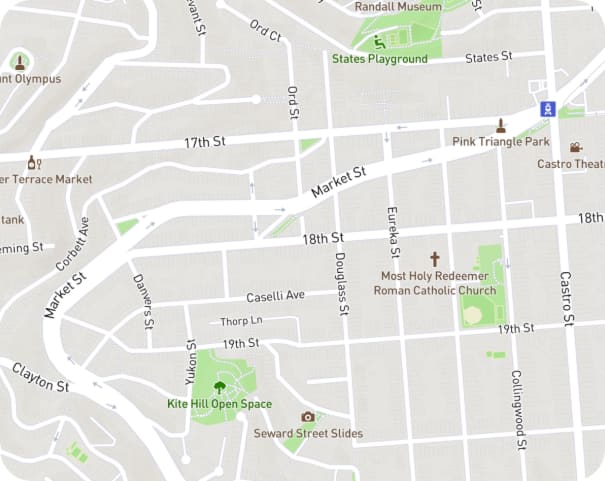 Randall Museum
Ord Ct
St
States Playground
States St
Ord St
17th St
Pink Triangle Park
Market St
Corbett Ave
18th St
18th
Eureka St
Douglass St
Most Holy Redeemer
Roman Catholic Church
Danvers St
Caselli Ave
Thorp Ln
Market St
19th St
19th St
Castro St
Yukon St
Clayton St
Kite Hill Open Space
Seward Street Slides
Collingwood St